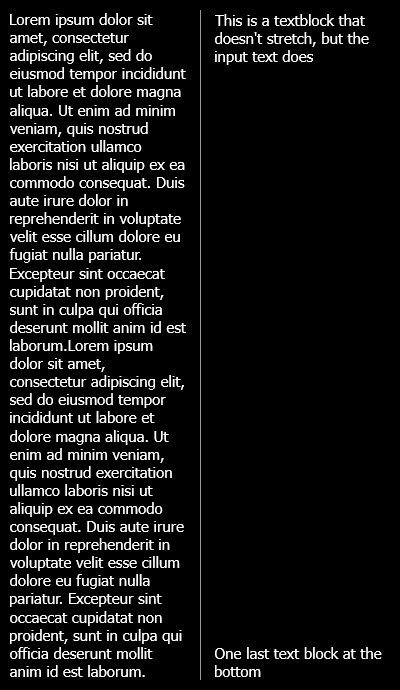 Lorem ipsum dolor sit
amet, consectetur
adipiscing elit, sed do
eiusmod tempor incididunt
ut labore et dolore magna
aliqua. Ut enim ad minim
veniam, quis nostrud
exercitation ullamco
laboris nisi ut aliquip ex ea
commodo consequat. Duis
aute irure dolor in
reprehenderit in voluptate
velit esse cillum dolore eu
fugiat nulla pariatur.
Excepteur sint occaecat
cupidatat non proident,
sunt in culpa qui officia
deserunt mollit anim id est
laborum.Lorem ipsum
dolor sit amet,
consectetur adipiscing elit,
sed do eiusmod tempor
incididunt ut labore et
dolore magna aliqua. Ut
enim ad minim veniam,
quis nostrud exercitation
ullamco laboris nisi ut
aliquip ex ea commodo
consequat. Duis aute irure
dolor in reprehenderit in
voluptate velit esse cillum
dolore eu fugiat nulla
pariatur. Excepteur sint
occaecat cupidatat non
proident, sunt in culpa qui
officia deserunt mollit
anim id est laborum.
This is a textblock that
doesn't stretch, but the
input text does
One last text block at the
bottom